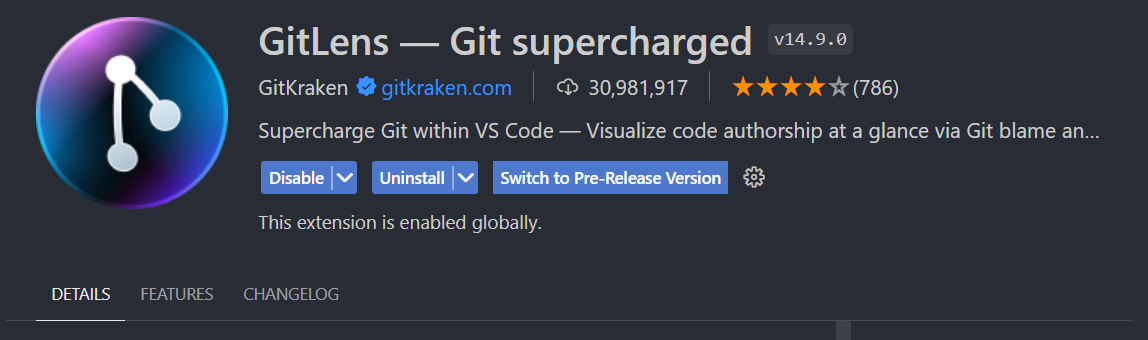 GitLens — Git supercharged v14.9.0
GitKraken gitkraken.com 30,981,917 (786)
Supercharge Git within VS Code — Visualize code authorship at a glance via Git blame an...
Disable Uninstall Switch to Pre-Release Version
This extension is enabled globally.
DETAILS FEATURES CHANGELOG